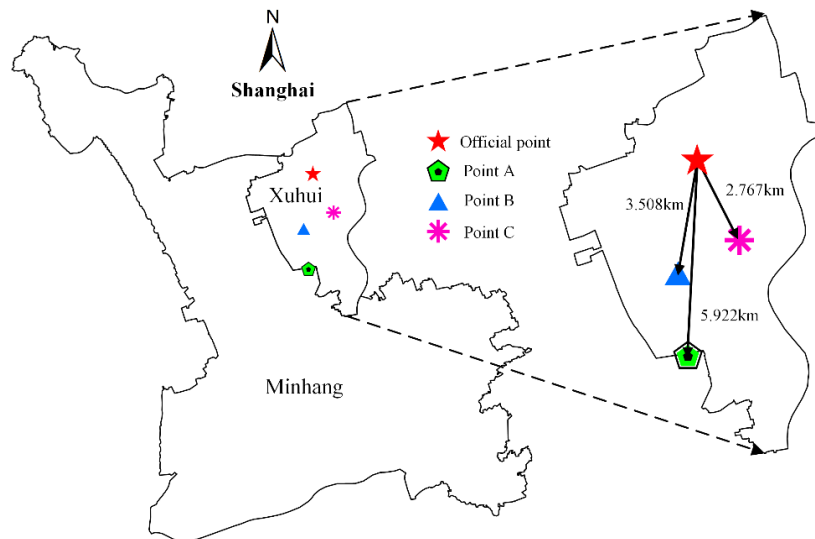 N
Shanghai
Official point
Point A
Point B
Point C
Xuhui
Minhang
3.508km
2.767km
5.922km